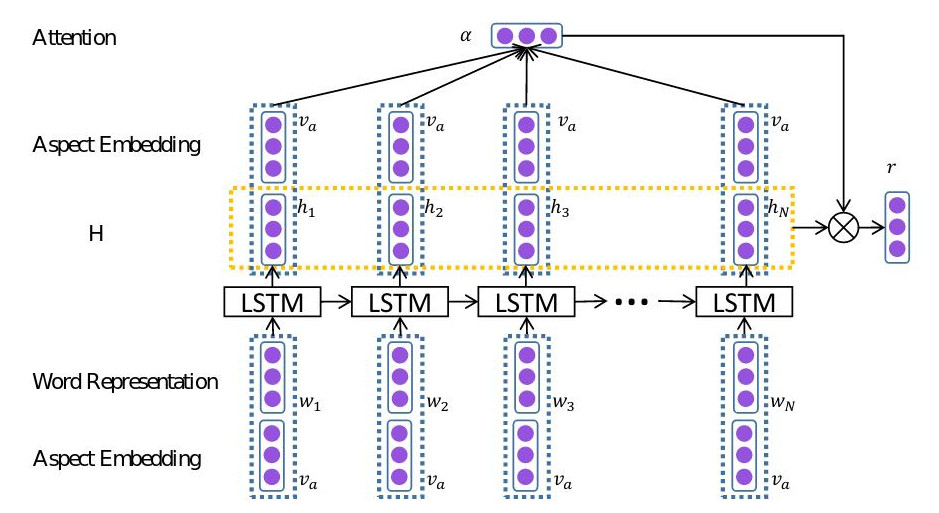 Attention α
v_a v_a v_a v_a
Aspect Embedding
r
h_1 h_2 h_3 h_N
H
LSTM LSTM LSTM ... LSTM
Word Representation
w_1 w_2 w_3 w_N
Aspect Embedding
v_a v_a v_a v_a